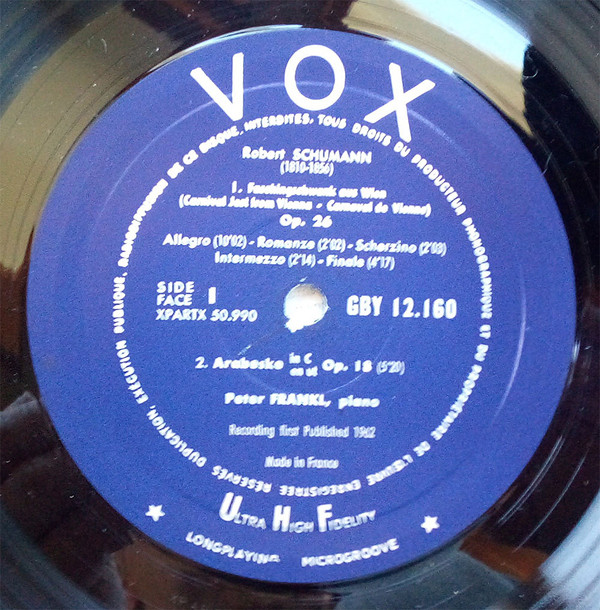 VOX
DUPLICATION, EXECUTION PUBLIQUE, RADIODIFFUSION DE CE DISQUE, INTERDITES, TOUS DROITS DU PRODUCTEUR PHONOGRAPHIQUE ET DU PROPRIETAIRE DE L'OEUVRE ENREGISTREE RESERVES
Robert SCHUMANN
(1810-1856)
1. Faschingsschwank aus Wien
(Carnival Jest from Vienna - Carnaval de Vienne)
Op. 26
Allegro (10'02) - Romanze (2'02) - Scherzino (2'03)
Intermezzo (2'14) - Finale (4'17)
SIDE
FACE 1
XPARTX 50.990
GBY 12.160
2. Arabeske in C
en ut Op. 18 (5'20)
Peter FRANKL, piano
Recording first Published 1962
Made in France
ULTRA HIGH FIDELITY
LONGPLAYING MICROGROOVE